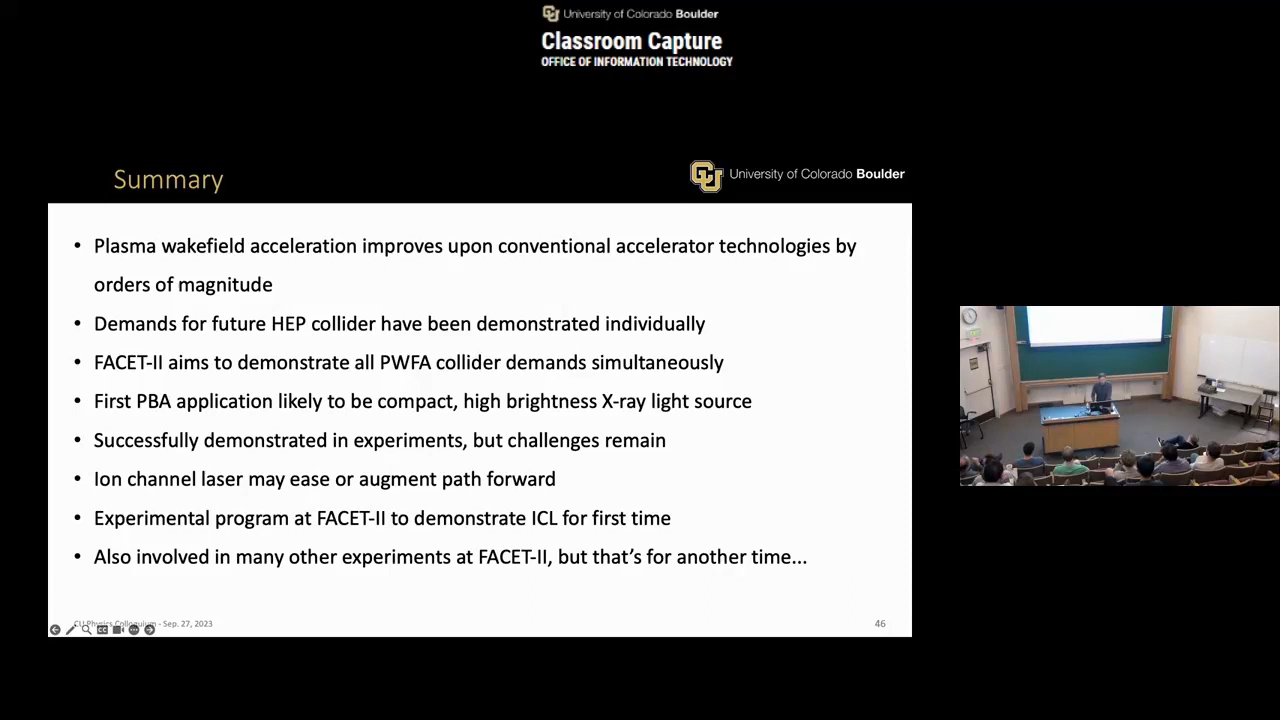 University of Colorado Boulder
Classroom Capture
OFFICE OF INFORMATION TECHNOLOGY
Summary
University of Colorado Boulder
• Plasma wakefield acceleration improves upon conventional accelerator technologies by
orders of magnitude
• Demands for future HEP collider have been demonstrated individually
• FACET-II aims to demonstrate all PWFA collider demands simultaneously
• First PBA application likely to be compact, high brightness X-ray light source
• Successfully demonstrated in experiments, but challenges remain
• Ion channel laser may ease or augment path forward
• Experimental program at FACET-II to demonstrate ICL for first time
• Also involved in many other experiments at FACET-II, but that’s for another time...
CU Physics Colloquium - Sep. 27, 2023
46